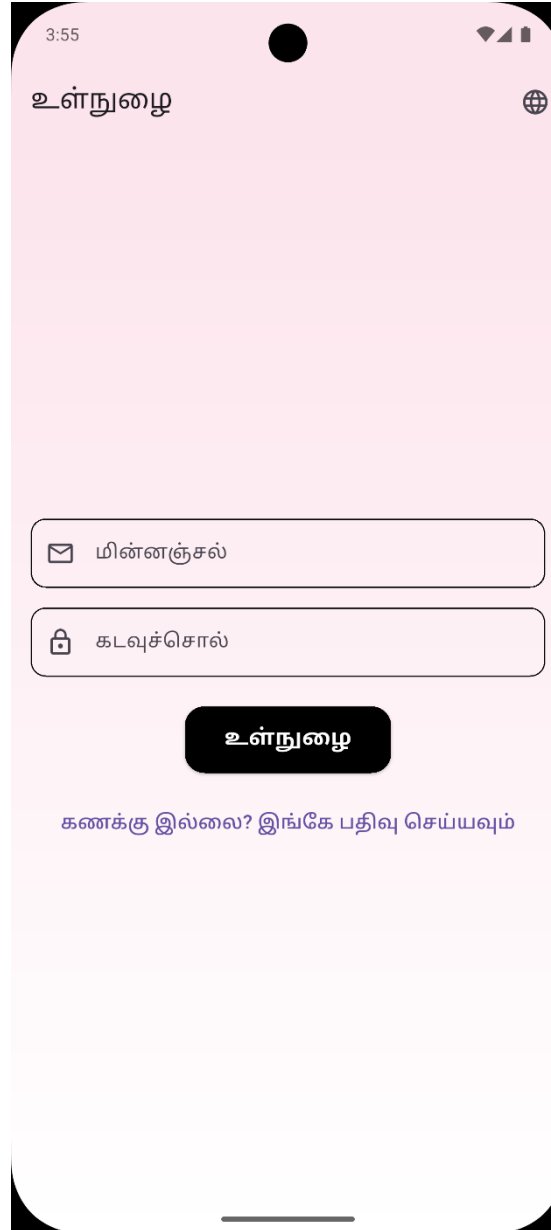 3:55
உள்நுழை
மின்னஞ்சல்
கடவுச்சொல்
உள்நுழை
கணக்கு இல்லை? இங்கே பதிவு செய்யவும்